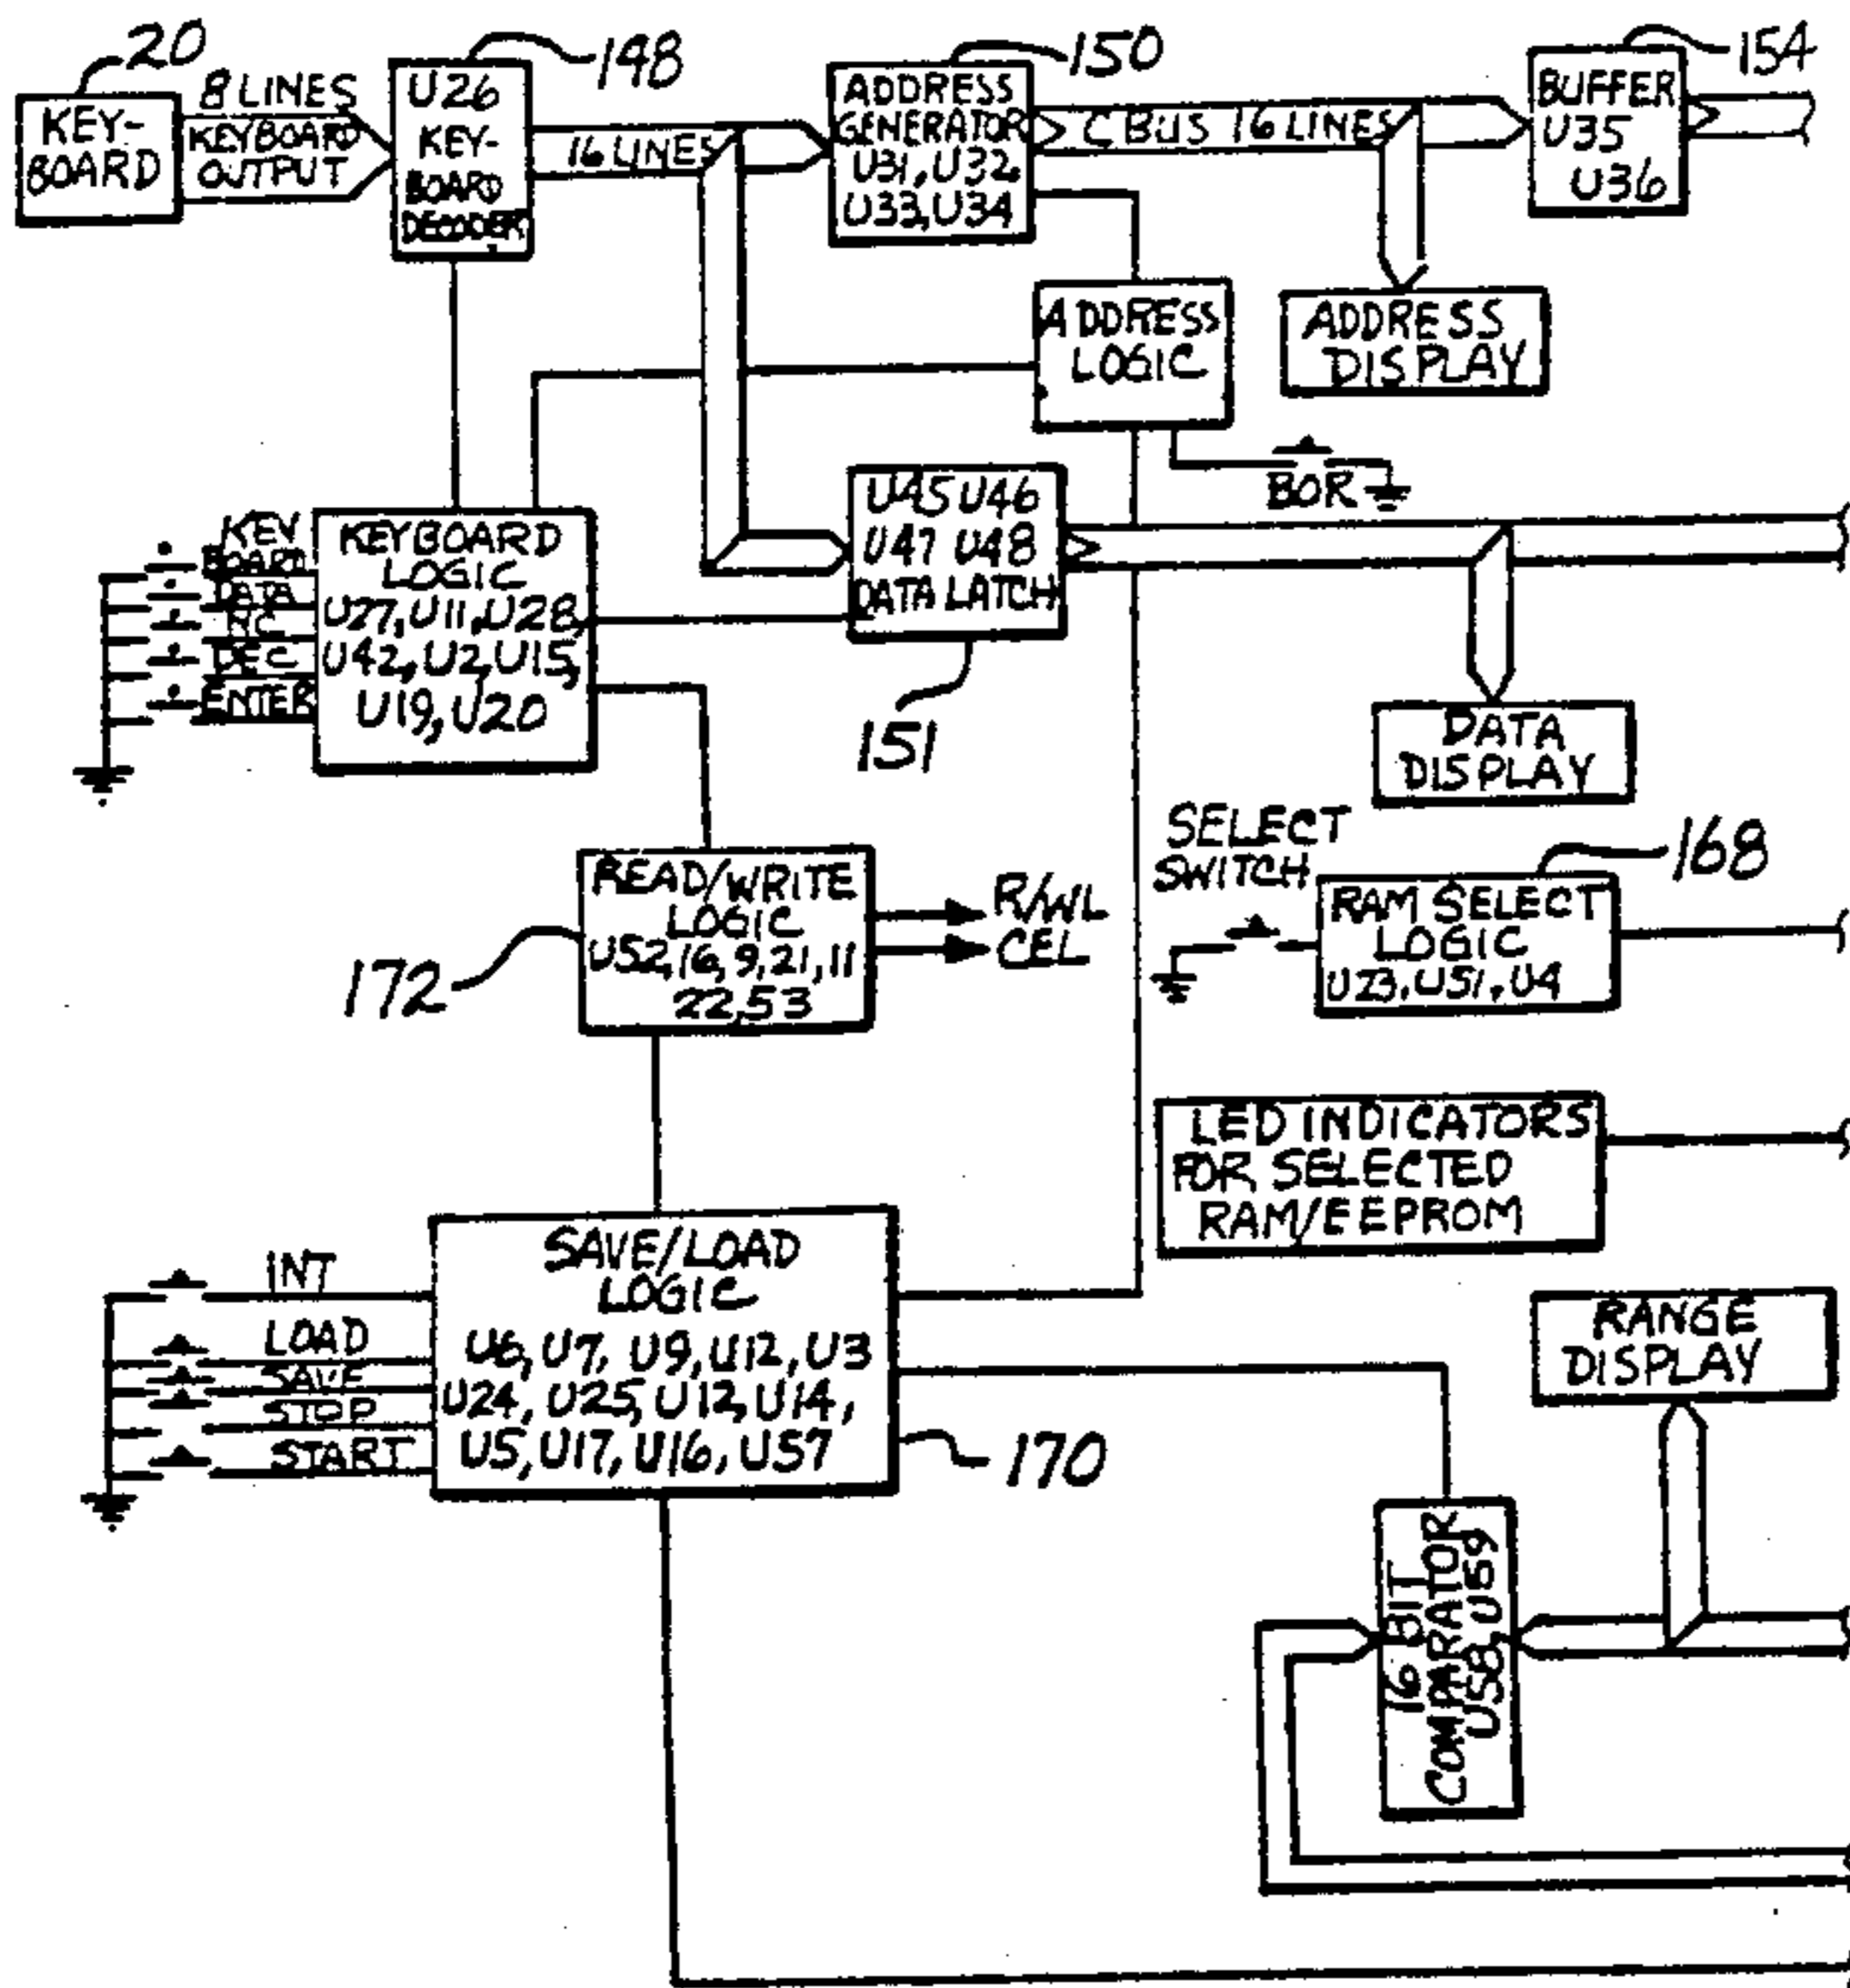 20
KEY-
BOARD
8 LINES
KEYBOARD
OUTPUT
198
U26
KEY-
BOARD
DECODER
16 LINES
150
ADDRESS
GENERATOR
U31, U32
U33, U34
C BUS 16 LINES
154
BUFFER
U35
U36
ADDRESS
LOGIC
ADDRESS
DISPLAY
BOR
KEY
BOARD
DATA
DEC
ENTER
KEYBOARD
LOGIC
U27, U11, U28,
U42, U2, U15,
U19, U20
U45 U46
U47 U48
DATA LATCH
151
DATA
DISPLAY
SELECT
SWITCH
168
RAM SELECT
LOGIC
U23, U51, U4
READ/WRITE
LOGIC
U52, 16, 9, 21, 11
22, 53
172
R/WL
CEL
LED INDICATORS
FOR SELECTED
RAM/EEPROM
INT
LOAD
SAVE
STOP
START
SAVE/LOAD
LOGIC
U6, U7, U9, U12, U3
U24, U25, U12, U14,
U5, U17, U16, U57
170
RANGE
DISPLAY
16 BIT
COMPARATOR
U58, U59